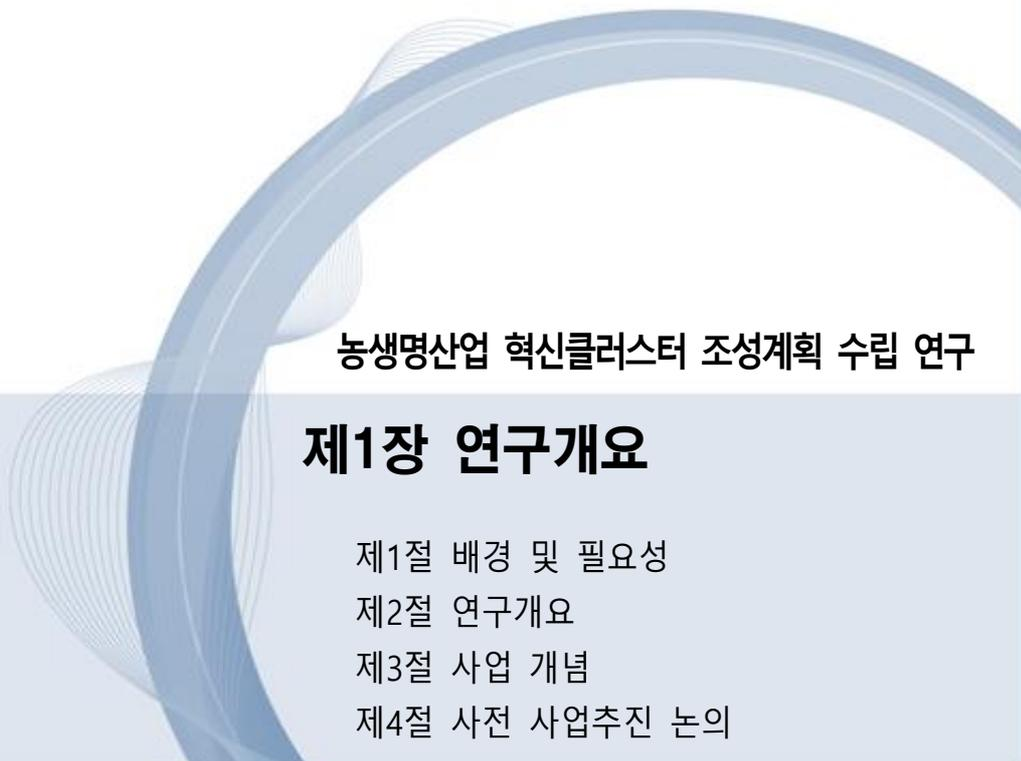 농생명산업 혁신클러스터 조성계획 수립 연구
제1장 연구개요
제1절 배경 및 필요성
제2절 연구개요
제3절 사업 개념
제4절 사전 사업추진 논의